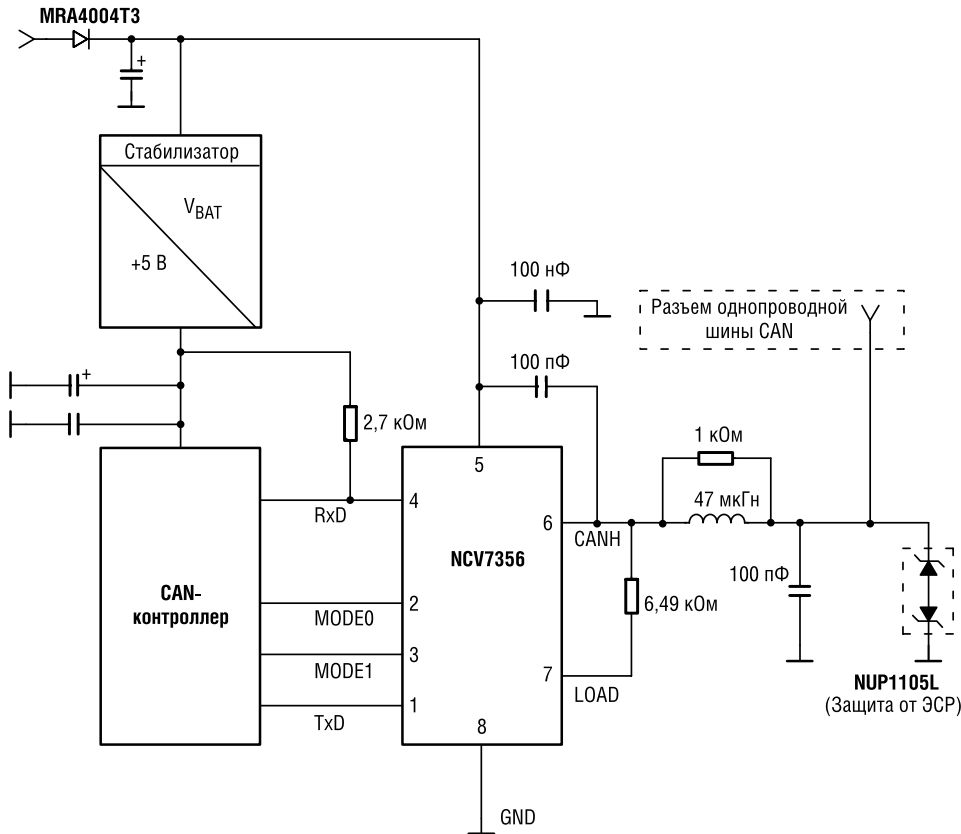 MRA4004T3
+
Стабилизатор
VBAT
+5 В
100 нФ
Разъем однопроводной
шины CAN
100 пФ
+
2,7 кОм
1 кОм
5
47 мкГн
4
RxD
6
CANH
NCV7356
100 пФ
CAN-
контроллер
2
MODE0
6,49 кОм
3
MODE1
7
LOAD
NUP1105L
(Защита от ЭСР)
1
TxD
8
GND